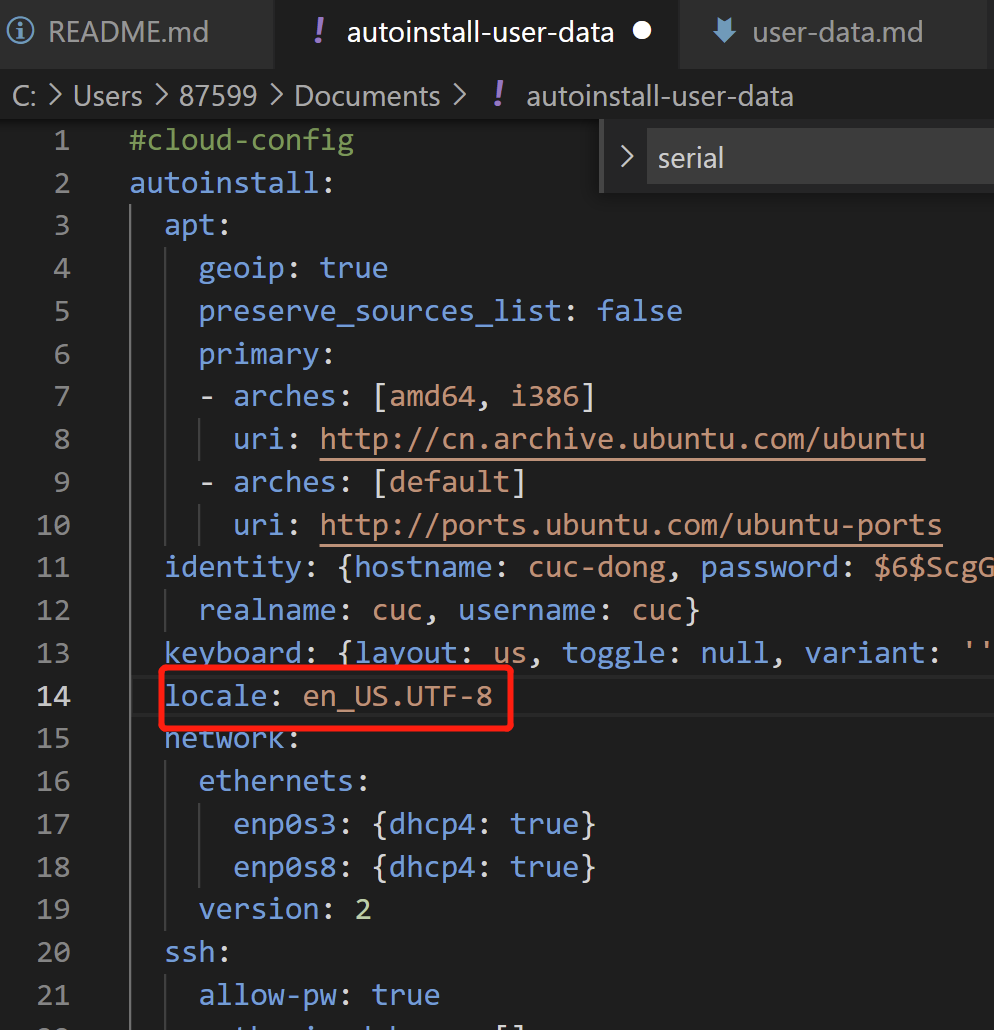 README.md autoinstall-user-data user-data.md
C: > Users > 87599 > Documents > autoinstall-user-data
serial
1 #cloud-config
2 autoinstall:
3 apt:
4 geoip: true
5 preserve_sources_list: false
6 primary:
7 - arches: [amd64, i386]
8 uri: http://cn.archive.ubuntu.com/ubuntu
9 - arches: [default]
10 uri: http://ports.ubuntu.com/ubuntu-ports
11 identity: {hostname: cuc-dong, password: $6$ScgG
12 realname: cuc, username: cuc}
13 keyboard: {layout: us, toggle: null, variant: ''
14 locale: en_US.UTF-8
15 network:
16 ethernets:
17 enp0s3: {dhcp4: true}
18 enp0s8: {dhcp4: true}
19 version: 2
20 ssh:
21 allow-pw: true